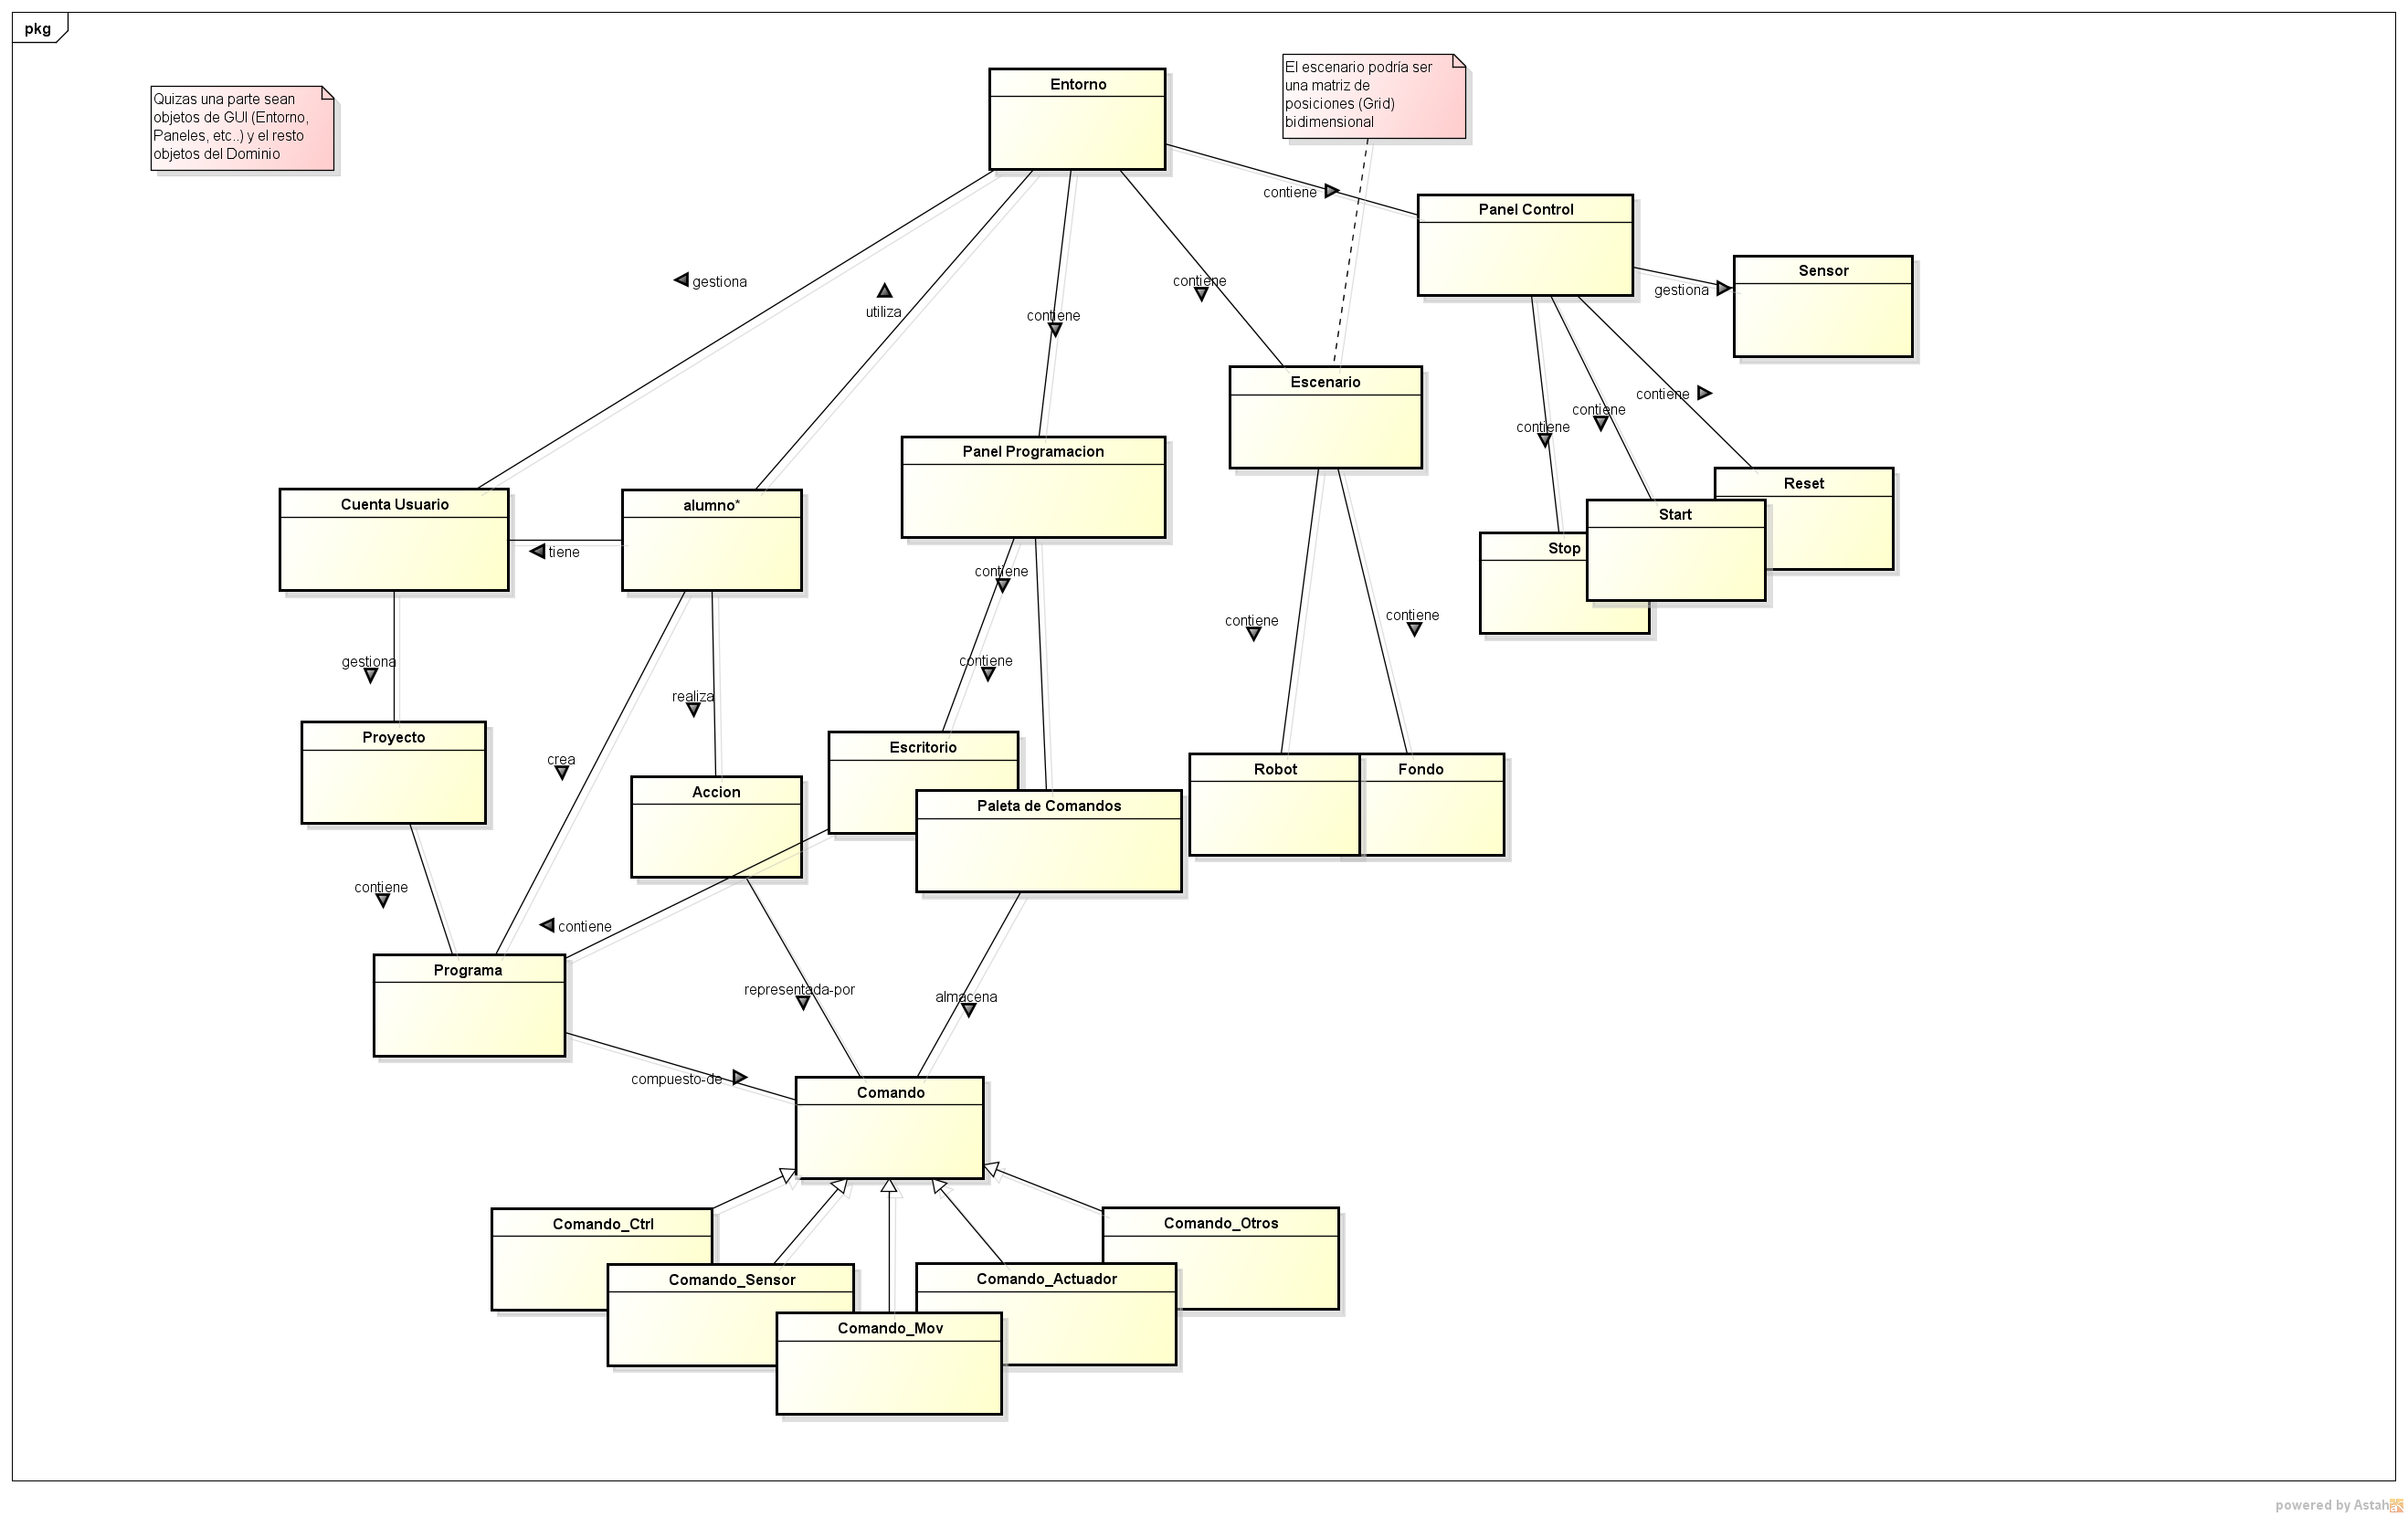 pkg
Entorno
El escenario podría ser
una matriz de
posiciones (Grid)
bidimensional
Quizas una parte sean
objetos de GUI (Entorno,
Paneles, etc..) y el resto
objetos del Dominio
contiene
Panel Control
Sensor
gestiona
gestiona
contiene
utiliza
contiene
Escenario
contiene
contiene
contiene
Panel Programacion
Reset
Cuenta Usuario
alumno*
Start
Stop
tiene
contiene
contiene
contiene
gestiona
contiene
realiza
Proyecto
crea
Escritorio
Robot
Fondo
Accion
Paleta de Comandos
contiene
contiene
Programa
representada-por
almacena
compuesto-de
Comando
Comando_Ctrl
Comando_Otros
Comando_Sensor
Comando_Actuador
Comando_Mov
powered by Astah